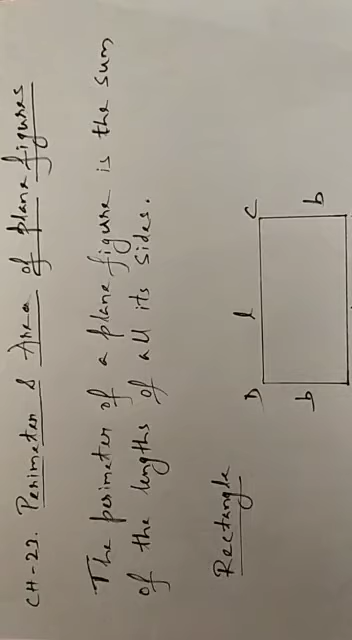 CH-22. Perimeter & Area of plane figures
The perimeter of a plane figure is the sum
of the lengths of all its sides.
Rectangle
D l C
b b